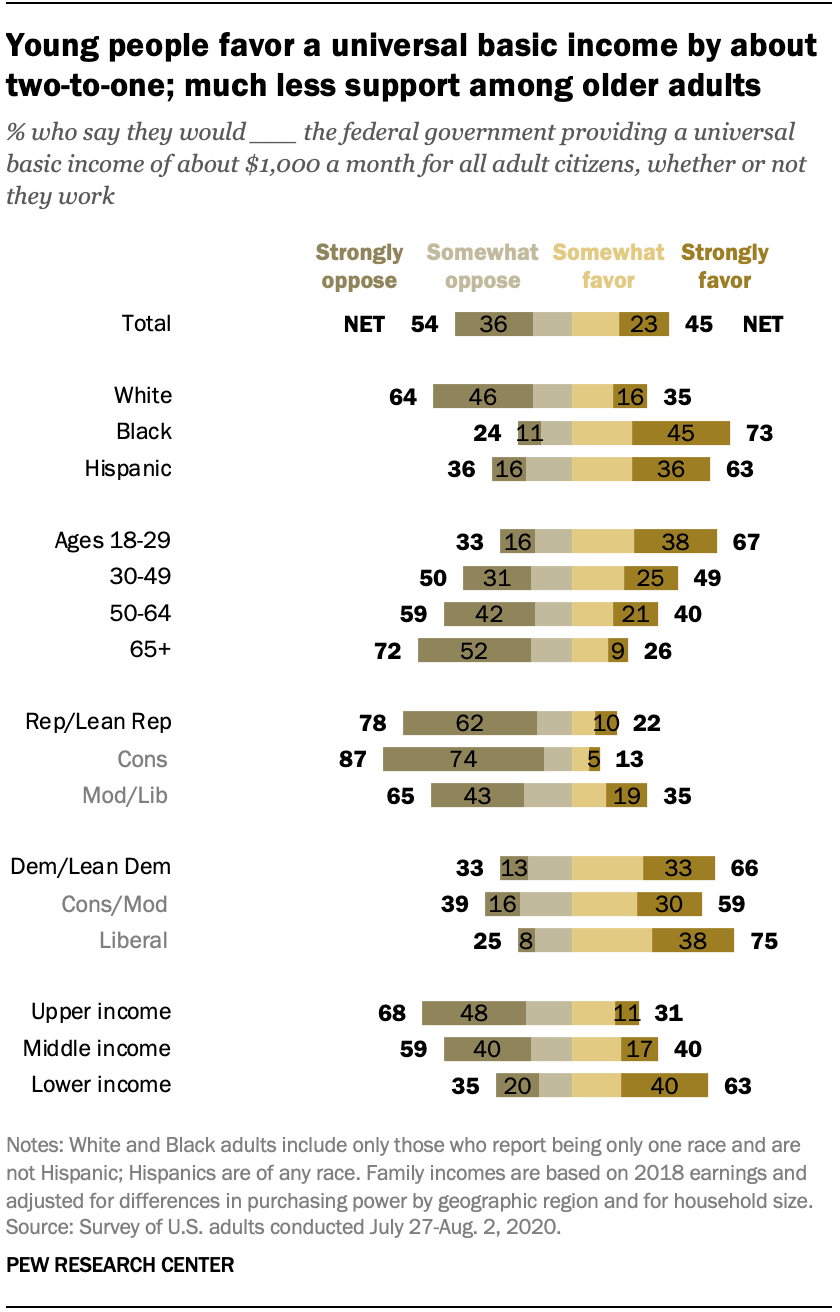 Young people favor a universal basic income by about
two-to-one; much less support among older adults
% who say they would ___ the federal government providing a universal
basic income of about $1,000 a month for all adult citizens, whether or not
they work
Strongly oppose Somewhat oppose Somewhat favor Strongly favor
Total NET 54 36 23 45 NET
White 64 46 16 35
Black 24 11 45 73
Hispanic 36 16 36 63
Ages 18-29 33 16 38 67
30-49 50 31 25 49
50-64 59 42 21 40
65+ 72 52 9 26
Rep/Lean Rep 78 62 10 22
Cons 87 74 5 13
Mod/Lib 65 43 19 35
Dem/Lean Dem 33 13 33 66
Cons/Mod 39 16 30 59
Liberal 25 8 38 75
Upper income 68 48 11 31
Middle income 59 40 17 40
Lower income 35 20 40 63
Notes: White and Black adults include only those who report being only one race and are
not Hispanic; Hispanics are of any race. Family incomes are based on 2018 earnings and
adjusted for differences in purchasing power by geographic region and for household size.
Source: Survey of U.S. adults conducted July 27-Aug. 2, 2020.
PEW RESEARCH CENTER